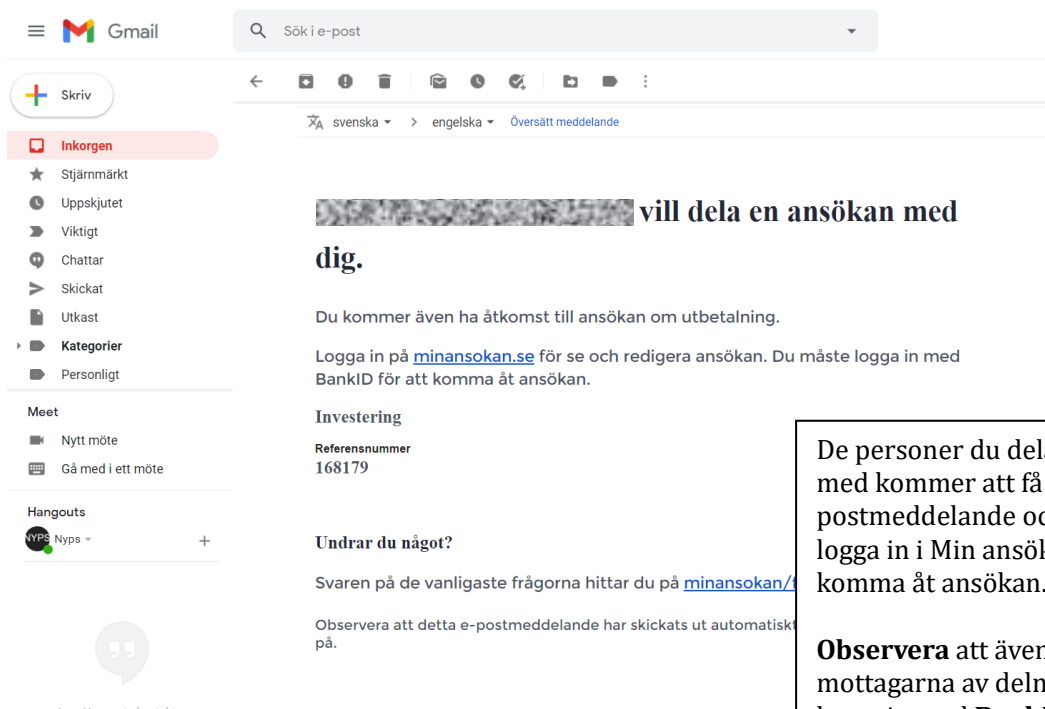 Gmail
Sök i e-post
Skriv
svenska > engelska Översätt meddelande
Inkorgen
Stjärnmärkt
Uppskjutet
Viktigt
Chattar
Skickat
Utkast
Kategorier
Personligt
Meet
Nytt möte
Gå med i ett möte
Hangouts
NYPS Nyps
vill dela en ansökan med
dig.
Du kommer även ha åtkomst till ansökan om utbetalning.
Logga in på minansokan.se för se och redigera ansökan. Du måste logga in med
BankID för att komma åt ansökan.
Investering
Referensnummer
168179
Undrar du något?
Svaren på de vanligaste frågorna hittar du på minansokan/
Observera att detta e-postmeddelande har skickats ut automatiskt
på.
De personer du
med kommer att få
postmeddelande
logga in i Min
komma åt ansökan.
Observera att även
mottagarna av